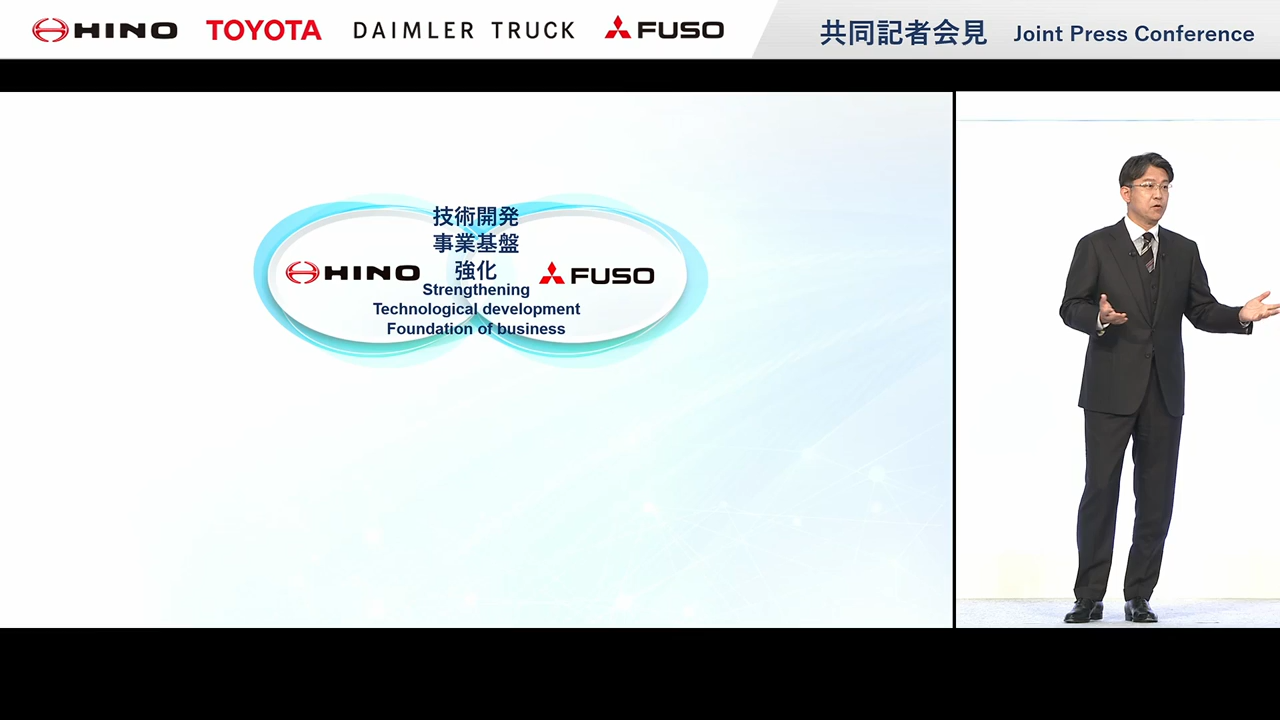 HINO
TOYOTA
DAIMLER TRUCK
FUSO
共同記者会見
Joint Press Conference
技術開発
事業基盤
強化
HINO
FUSO
Strengthening
Technological development
Foundation of business